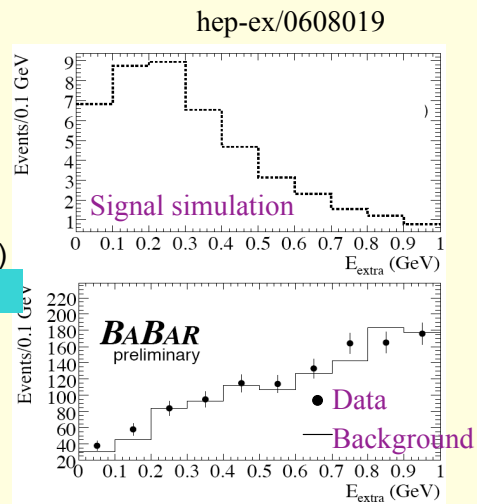 hep-ex/0608019
Events/0.1 GeV
9
8
7
6
5
4
3
2
1
)
Signal simulation
0 0.1 0.2 0.3 0.4 0.5 0.6 0.7 0.8 0.9 1
E_extra (GeV)
)
Events/0.1 GeV
220
200
180
160
140
120
100
80
60
40
20
BABAR
preliminary
Data
Background
0 0.1 0.2 0.3 0.4 0.5 0.6 0.7 0.8 0.9 1
E_extra (GeV)